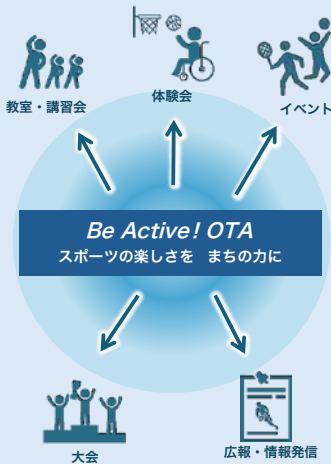 体験会
教室・講習会
イベント
Be Active! OTA
スポーツの楽しさを まちの力に
大会
広報・情報発信